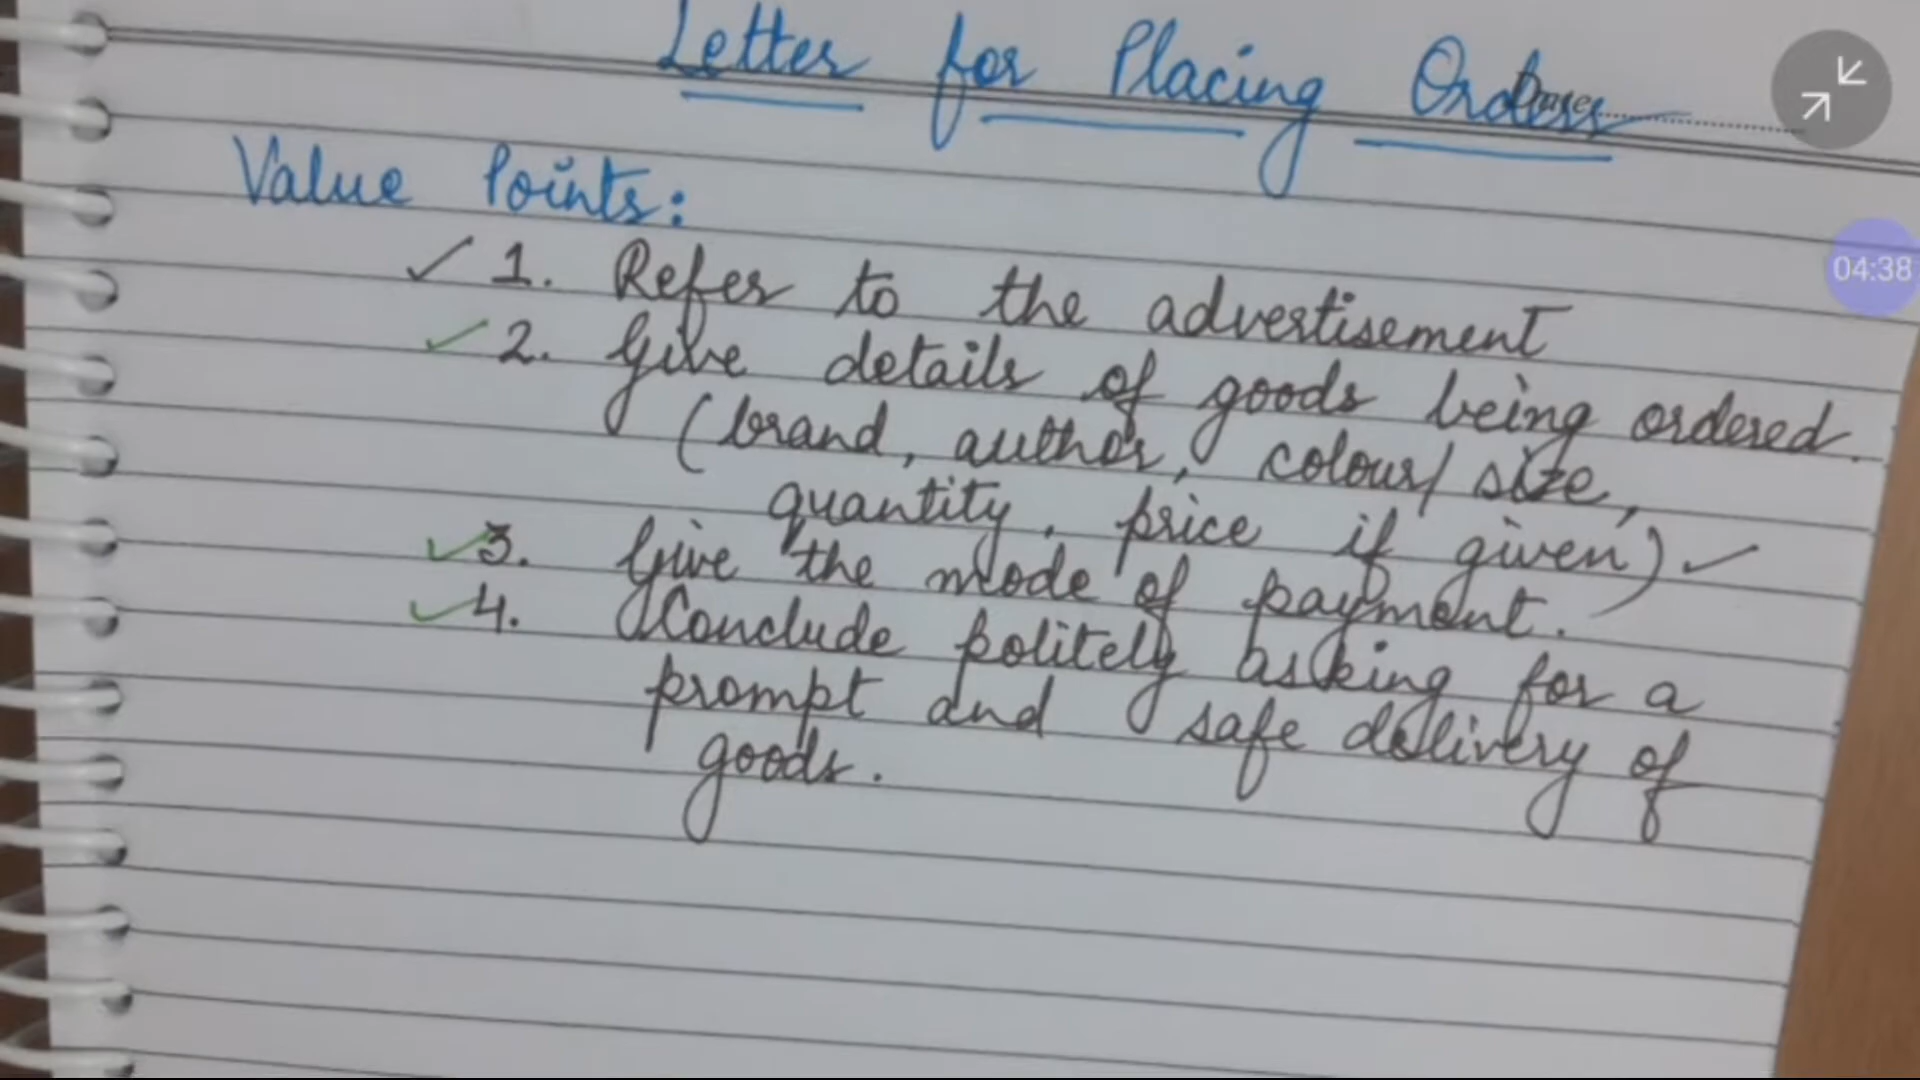 Letter for Placing Orders
Value Points:
1. Refer to the advertisement
2. Give details of goods being ordered.
(brand, author, colour/size,
quantity, price if given)
3. Give the mode of payment.
4. Conclude politely asking for a
prompt and safe delivery of
goods.
04:38